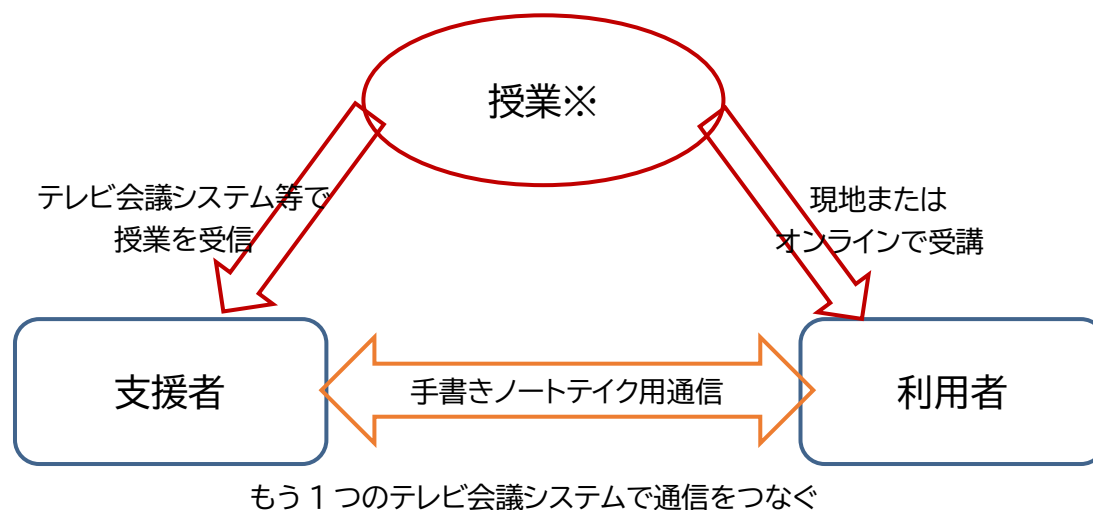 授業※
テレビ会議システム等で
授業を受信
現地または
オンラインで受講
支援者
手書きノートテイク用通信
利用者
もう１つのテレビ会議システムで通信をつなぐ